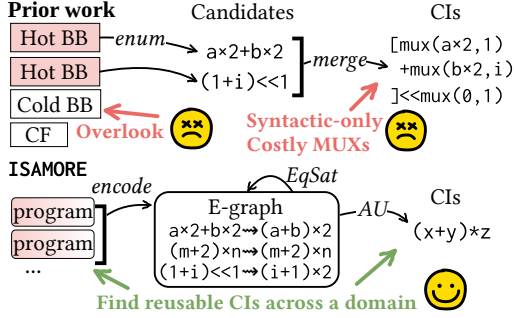 Prior work
Candidates
CIs
Hot BB
enum
a×2+b×2
[mux(a×2,1)
Hot BB
(1+i)<<1
merge
+mux(b×2,i)
Cold BB
]<<mux(0,1)
CF
Overlook
Syntactic-only
Costly MUXs
ISAMORE
encode
EqSat
program
E-graph
AU
CIs
a×2+b×2⇝(a+b)×2
program
(m+2)×n⇝(m+2)×n
(x+y)*z
...
(1+i)<<1⇝(i+1)×2
Find reusable CIs across a domain